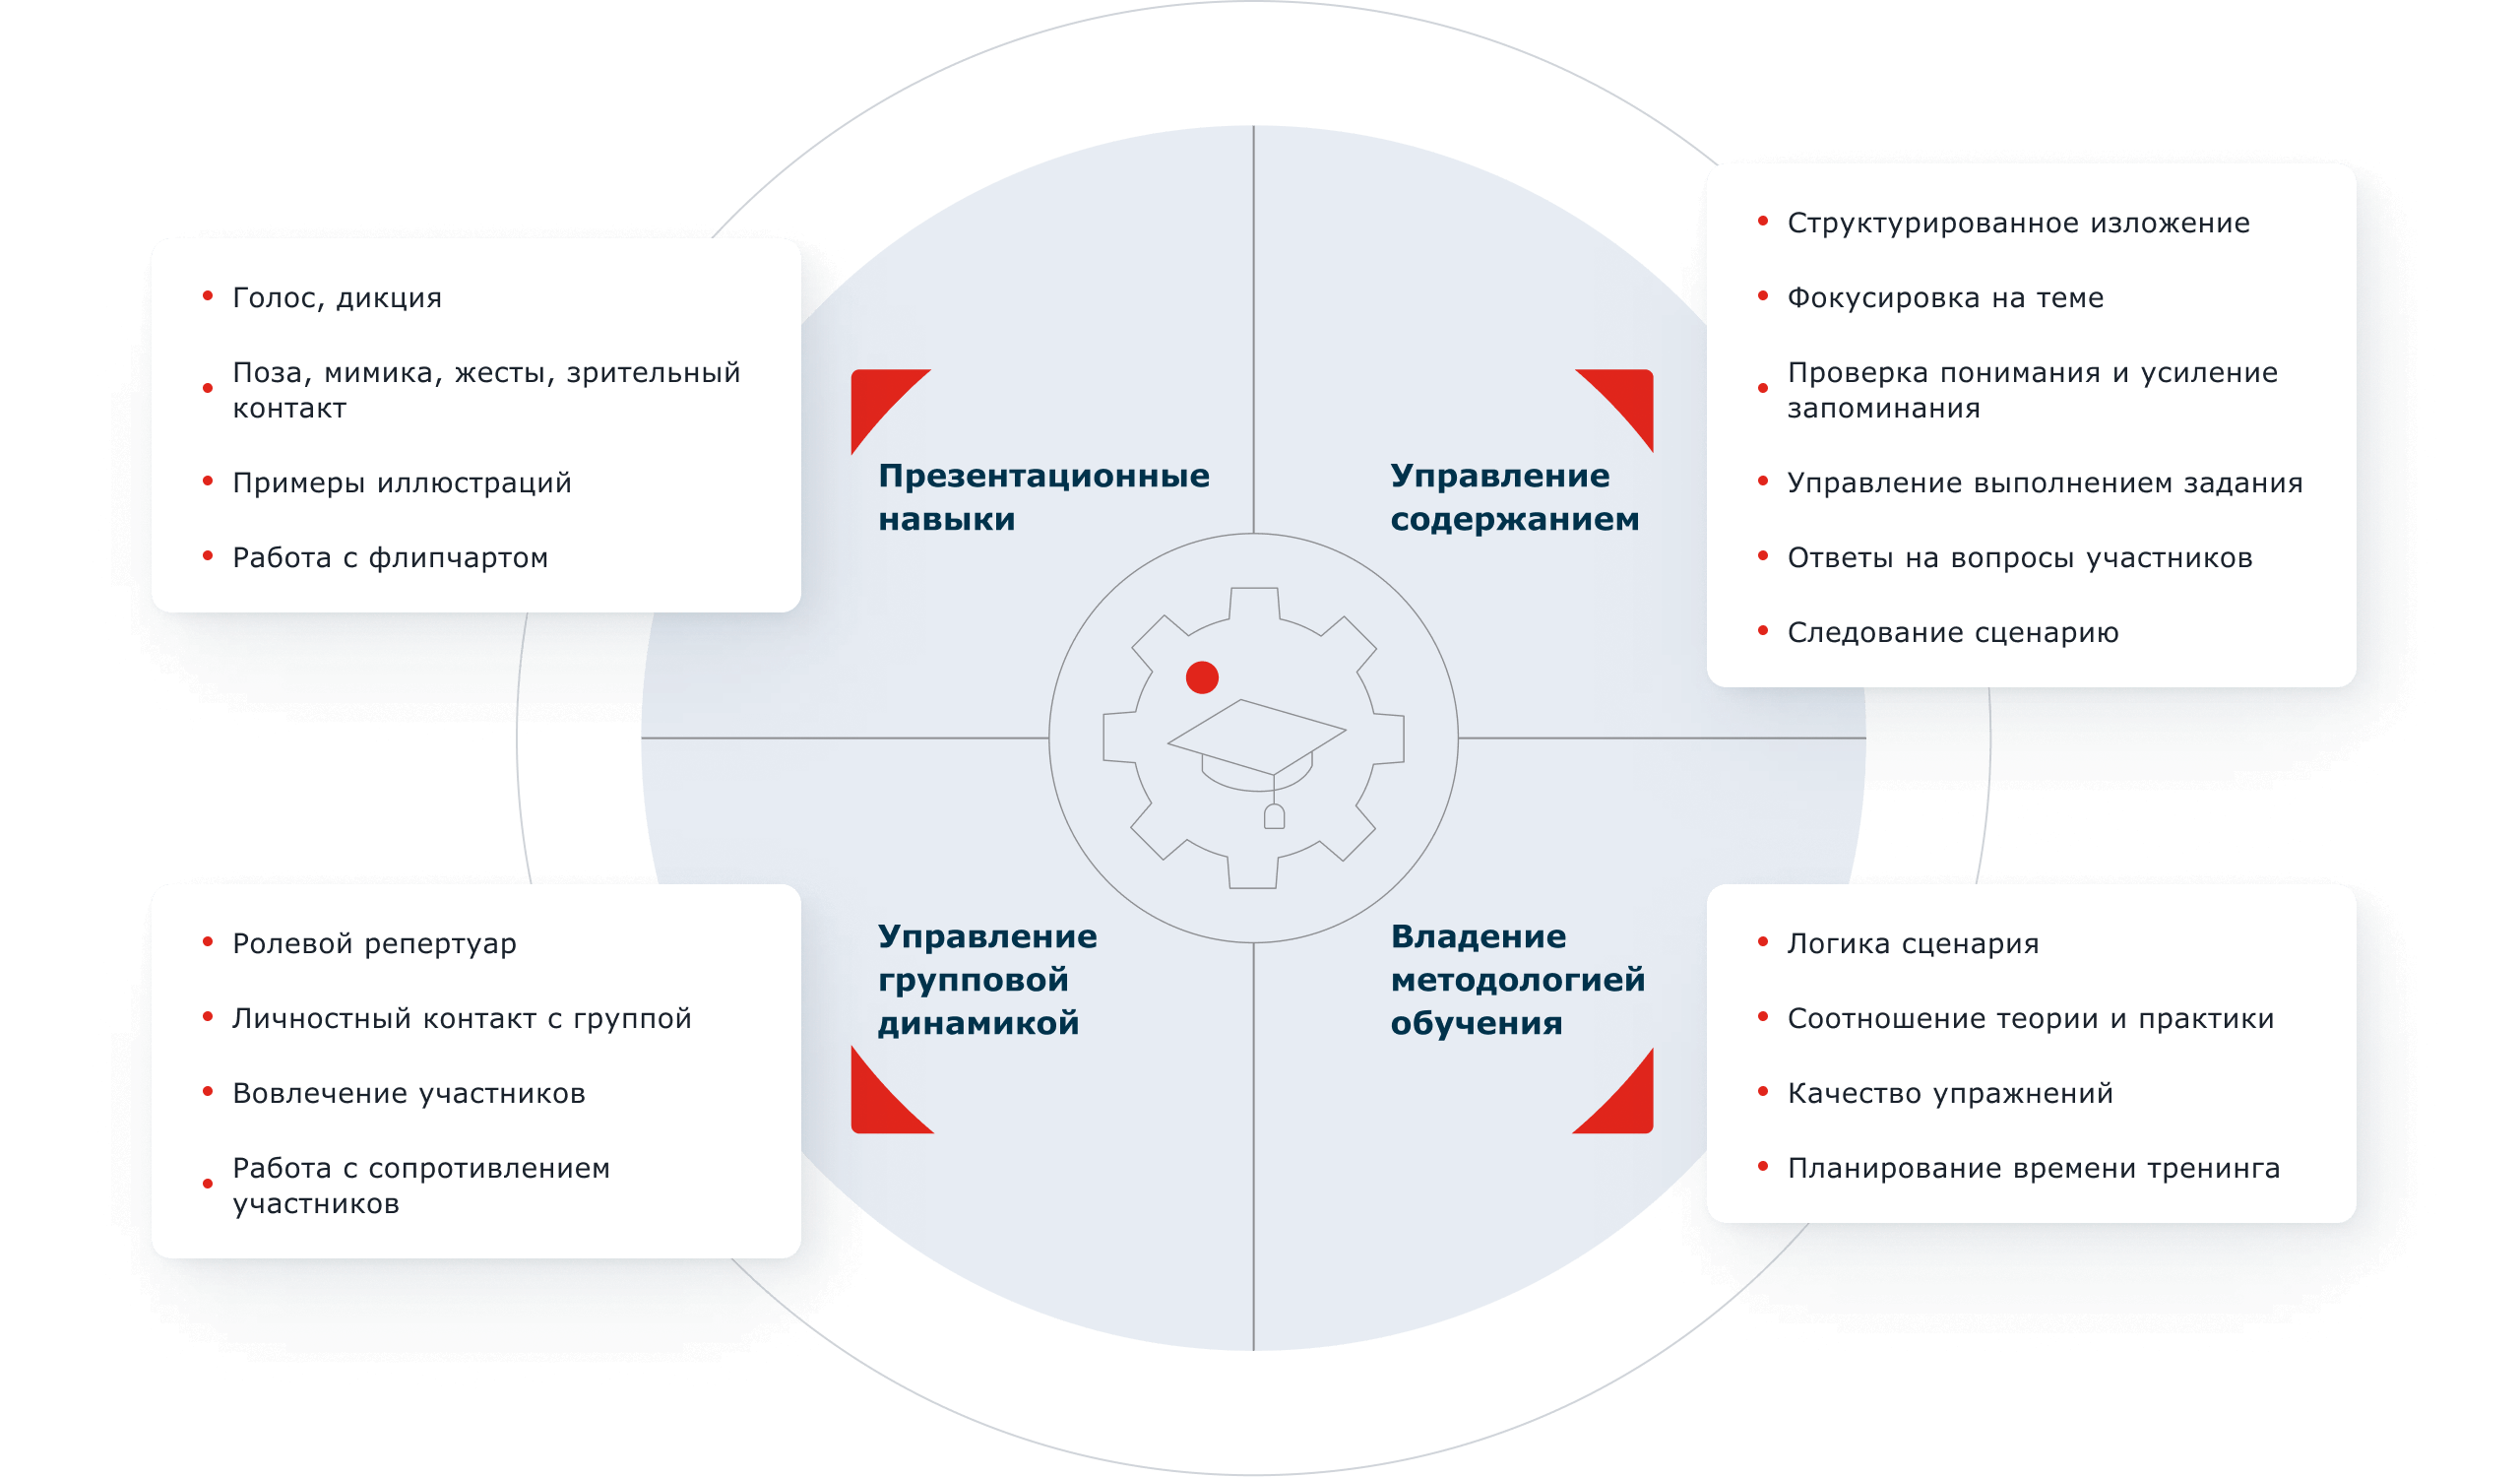 Голос, дикция
Поза, мимика, жесты, зрительный
контакт
Примеры иллюстраций
Работа с флипчартом
Презентационные
навыки
Управление
содержанием
Структурированное изложение
Фокусировка на теме
Проверка понимания и усиление
запоминания
Управление выполнением задания
Ответы на вопросы участников
Следование сценарию
Ролевой репертуар
Личностный контакт с группой
Вовлечение участников
Работа с сопротивлением
участников
Управление
групповой
динамикой
Владение
методологией
обучения
Логика сценария
Соотношение теории и практики
Качество упражнений
Планирование времени тренинга